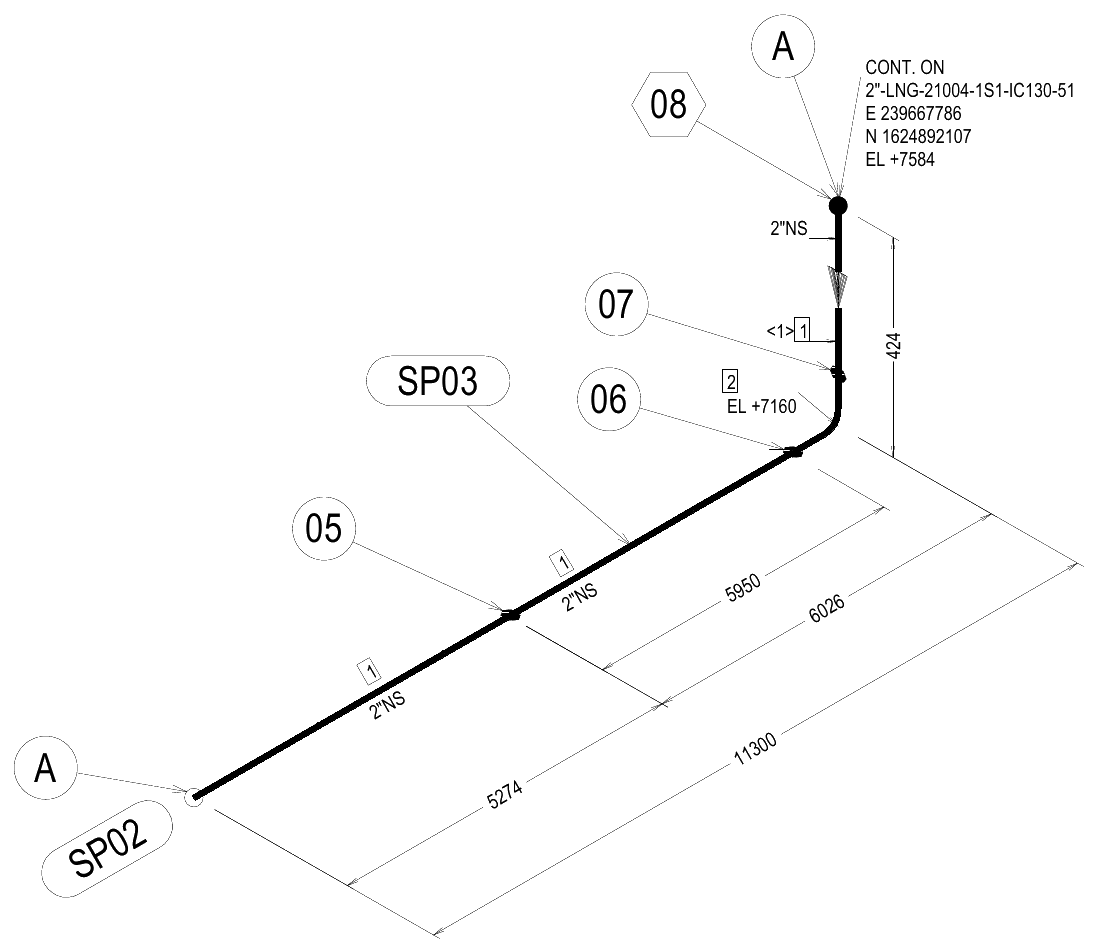 A
CONT. ON
2"-LNG-21004-1S1-IC130-51
E 239667786
N 1624892107
EL +7584
08
2"NS
07
<1> 1
424
SP03
06
2
EL +7160
05
1
2"NS
5950
6026
1
2"NS
11300
A
5274
SP02